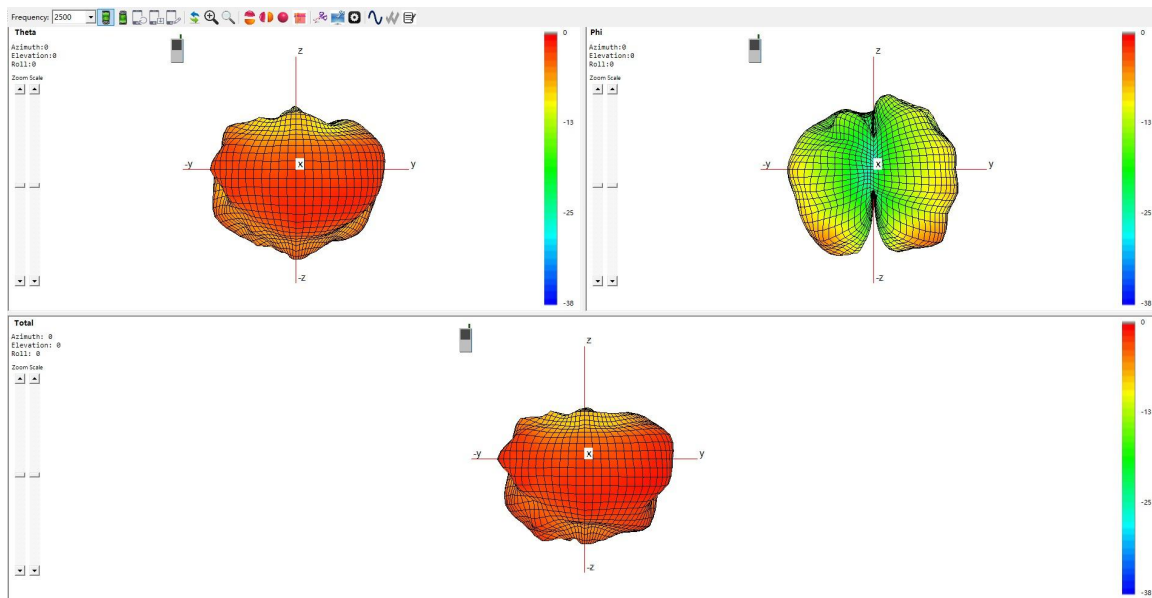 Frequency: 2500
Theta
Azimuth:0
Elevation:0
Roll:0
Zoom Scale
z
-y
x
y
-z
0
-13
-25
-38
Phi
Azimuth:0
Elevation:0
Roll:0
Zoom Scale
z
-y
x
y
-z
0
-13
-25
-38
Total
Azimuth: 0
Elevation: 0
Roll: 0
Zoom Scale
z
-y
x
y
-z
0
-13
-25
-38